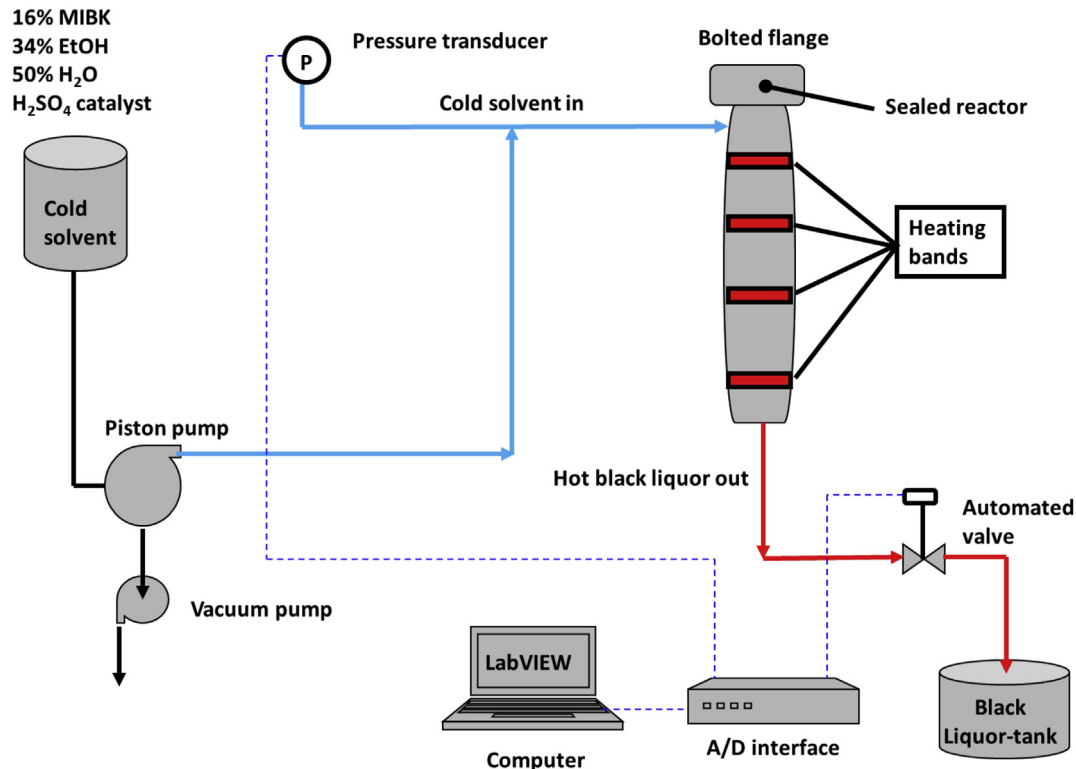 16% MIBK
34% EtOH
50% H₂O
H₂SO₄ catalyst
P
Pressure transducer
Bolted flange
Cold solvent in
Sealed reactor
Cold
solvent
Heating
bands
Piston pump
Hot black liquor out
Automated
valve
Vacuum pump
LabVIEW
Computer
A/D interface
Black
Liquor-tank